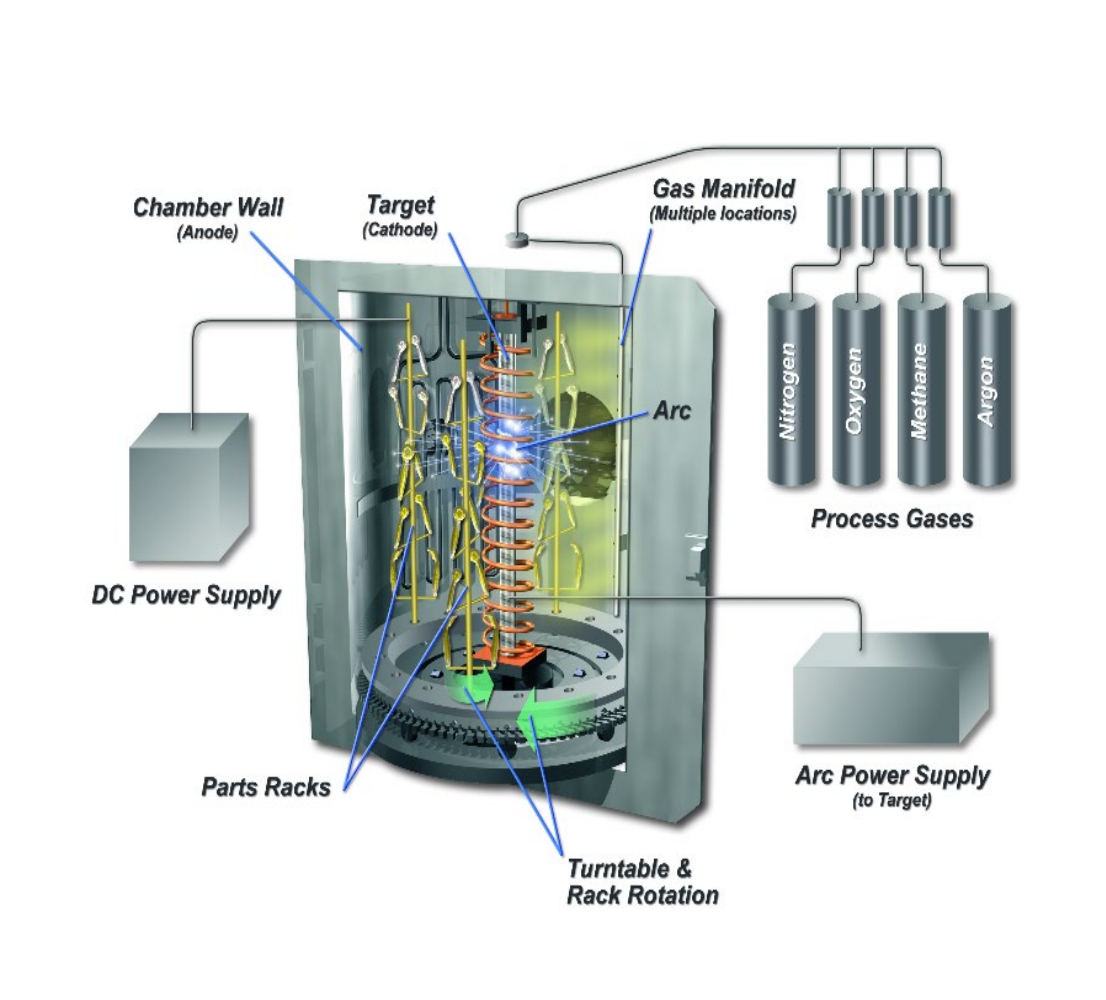 Chamber Wall
(Anode)
Target
(Cathode)
Gas Manifold
(Multiple locations)
Arc
Nitrogen
Oxygen
Methane
Argon
Process Gases
DC Power Supply
Arc Power Supply
(to Target)
Parts Racks
Turntable &
Rack Rotation